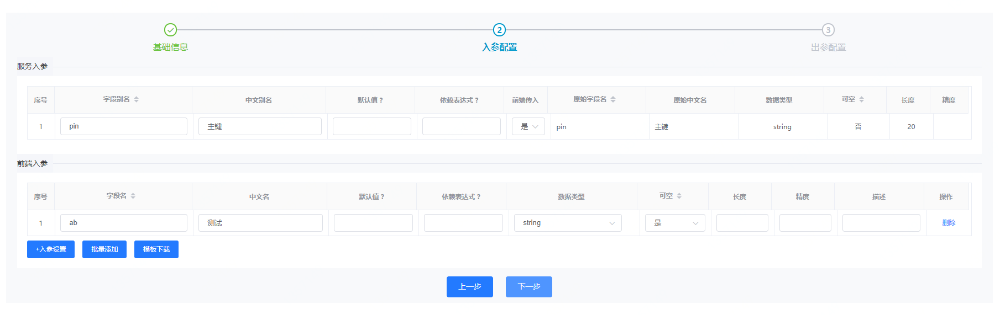 2 3
基础信息 入参配置 出参配置
服务入参
序号 字段别名 中文别名 默认值？ 依赖表达式？ 前端传入 原始字段名 原始中文名 数据类型 可空 长度 精度
1 pin 主键 是 pin 主键 string 否 20
前端入参
序号 字段名 中文名 默认值？ 依赖表达式？ 数据类型 可空 长度 精度 描述 操作
1 ab 测试 string 是 删除
+入参设置 批量添加 模板下载
上一步 下一步